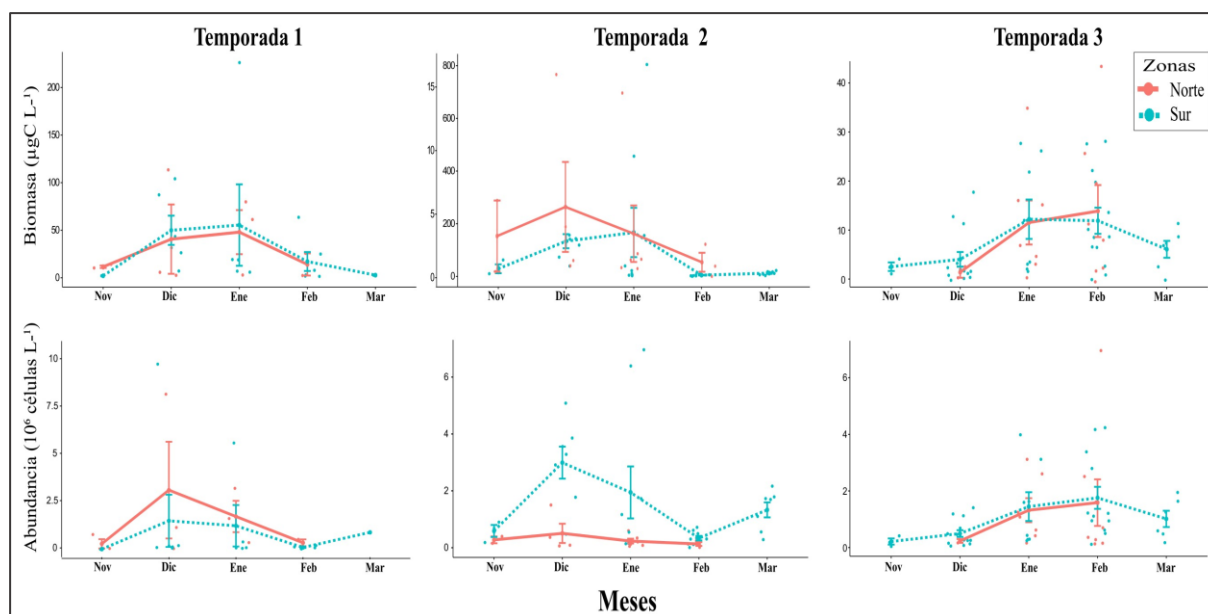 Temporada 1
Temporada 2
Temporada 3
Zonas
Norte
Sur
Biomasa (µgC L-¹)
200
150
100
50
0
Nov Dic Ene Feb Mar
800
15
600
10
400
5
200
0
0
Nov Dic Ene Feb Mar
40
30
20
10
0
Nov Dic Ene Feb Mar
Abundancia (10⁶ células L-¹)
10
7.5
5
2.5
0
Nov Dic Ene Feb Mar
6
4
2
0
Nov Dic Ene Feb Mar
6
4
2
0
Nov Dic Ene Feb Mar
Meses